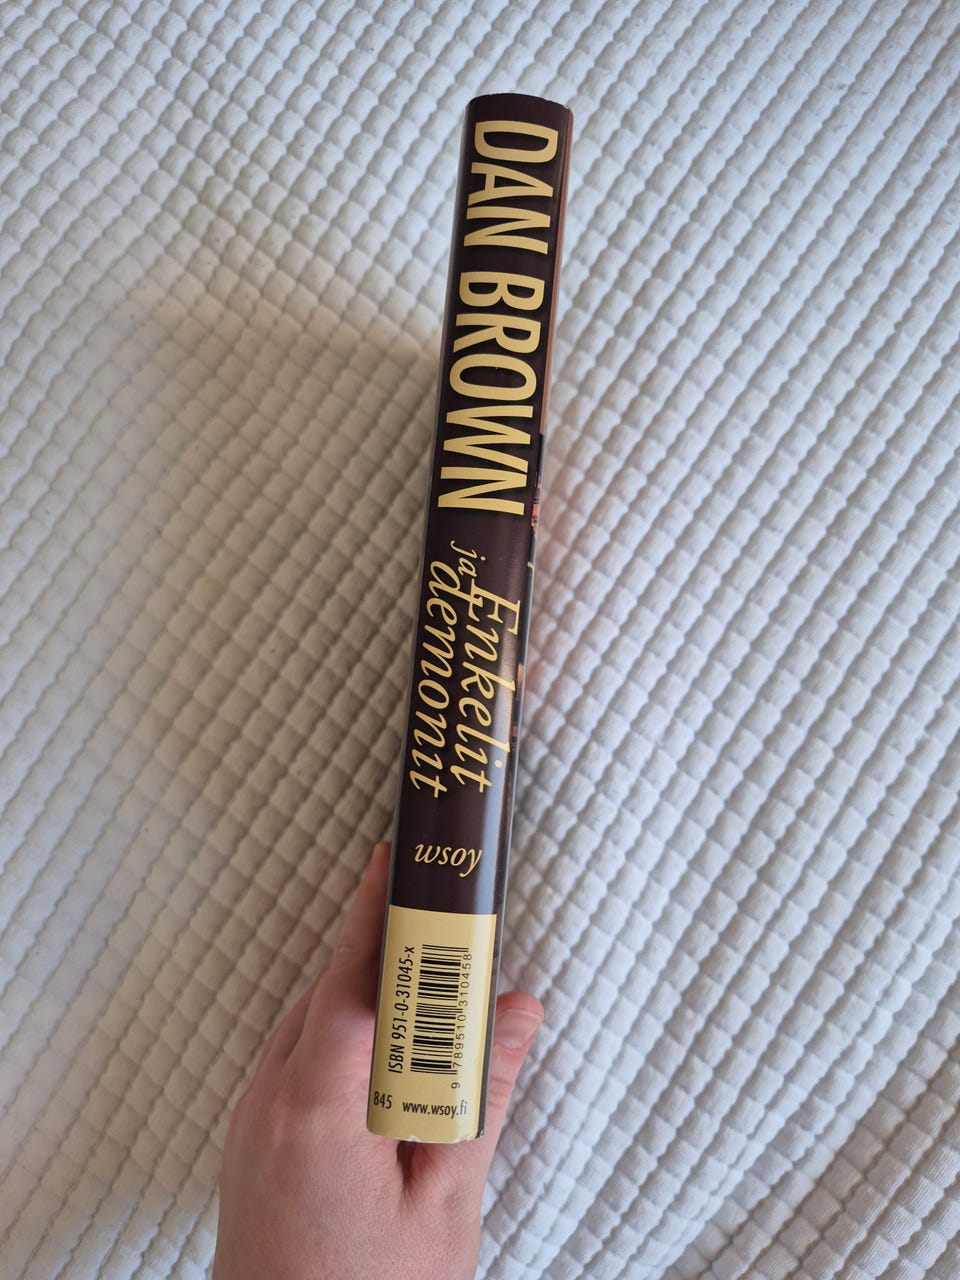 DAN BROWN
Enkelit
ja demonit
wsoy
ISBN 951-0-31045-x
9 789510 310458
845 www.wsoy.fi